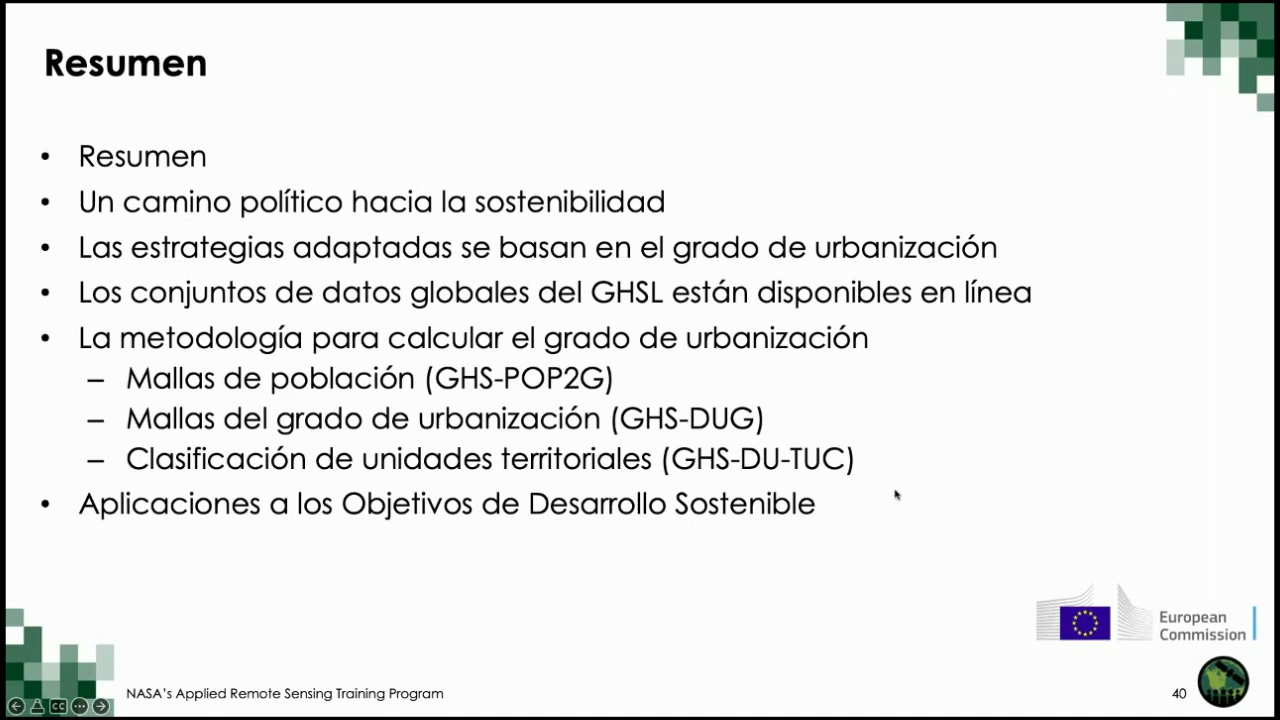 Resumen
• Resumen
• Un camino político hacia la sostenibilidad
• Las estrategias adaptadas se basan en el grado de urbanización
• Los conjuntos de datos globales del GHSL están disponibles en línea
• La metodología para calcular el grado de urbanización
– Mallas de población (GHS-POP2G)
– Mallas del grado de urbanización (GHS-DUG)
– Clasificación de unidades territoriales (GHS-DU-TUC)
• Aplicaciones a los Objetivos de Desarrollo Sostenible
European
Commission
NASA's Applied Remote Sensing Training Program
40
CC